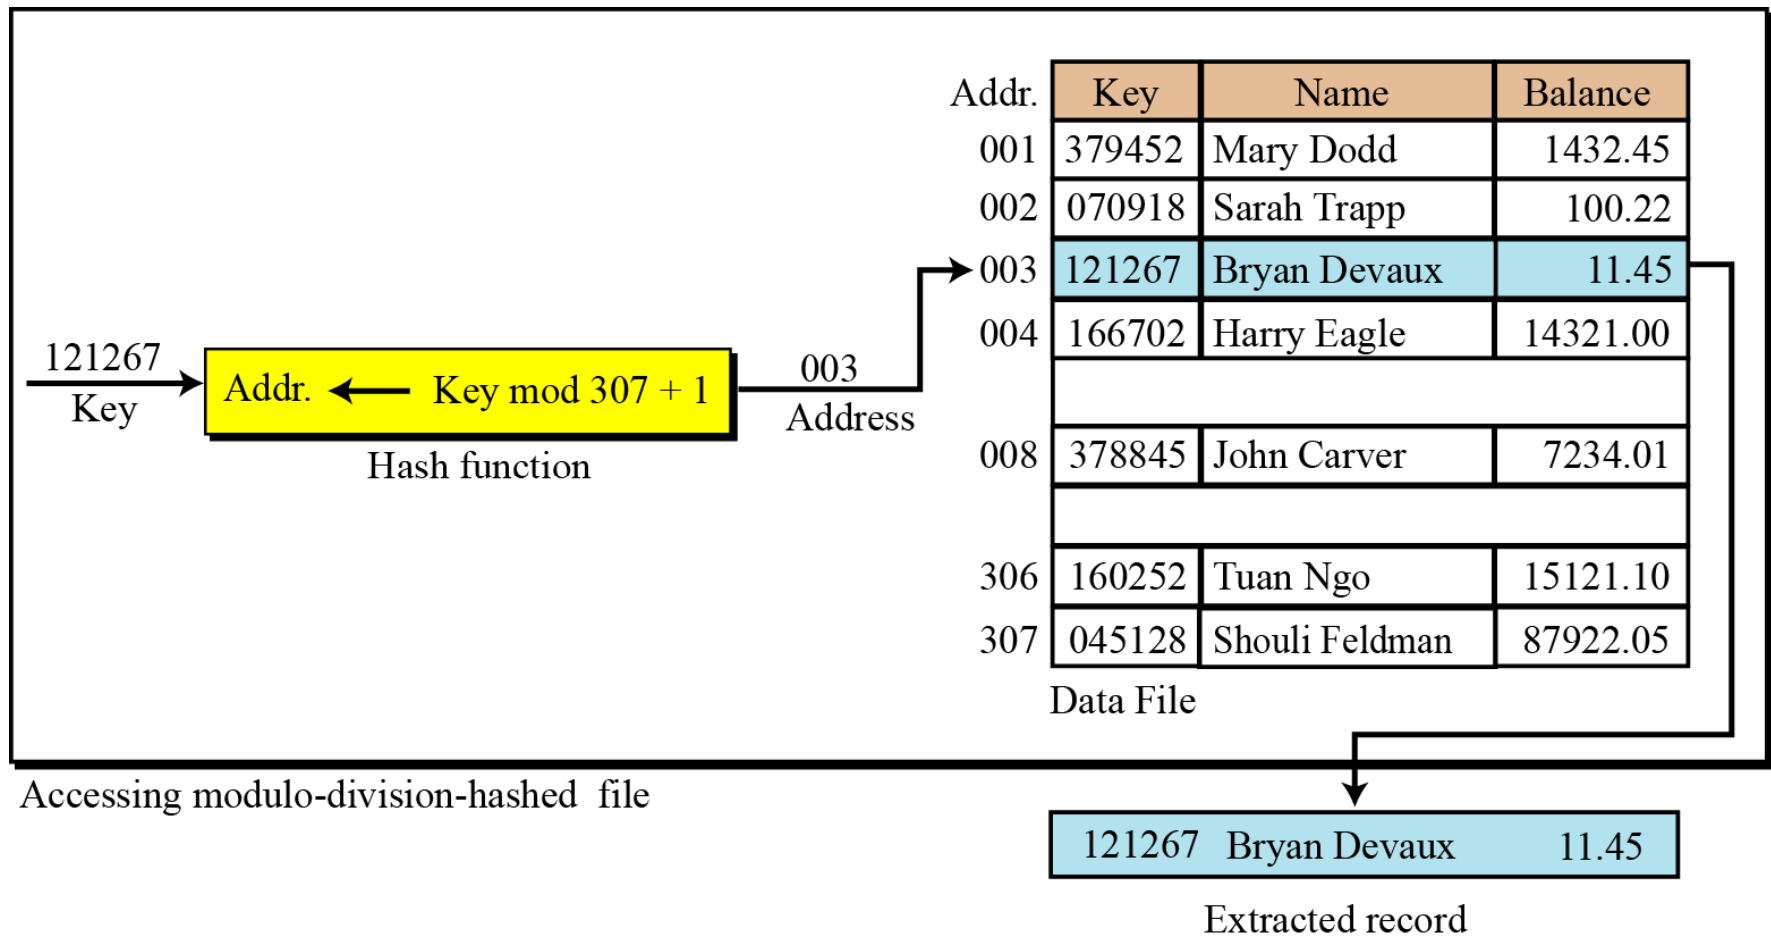 Addr. Key Name Balance
001 379452 Mary Dodd 1432.45
002 070918 Sarah Trapp 100.22
003 121267 Bryan Devaux 11.45
004 166702 Harry Eagle 14321.00
008 378845 John Carver 7234.01
306 160252 Tuan Ngo 15121.10
307 045128 Shouli Feldman 87922.05
Data File
121267
Key
Addr. ← Key mod 307 + 1
Hash function
003
Address
Accessing modulo-division-hashed file
121267 Bryan Devaux 11.45
Extracted record